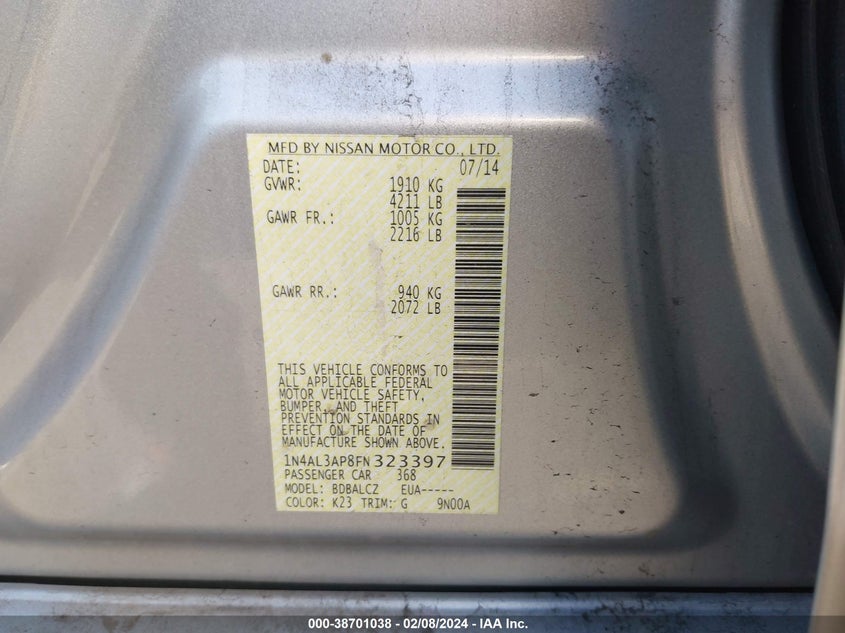 MFD BY NISSAN MOTOR CO., LTD.
DATE: 07/14
GVWR: 1910 KG
4211 LB
GAWR FR.: 1005 KG
2216 LB
GAWR RR.: 940 KG
2072 LB
THIS VEHICLE CONFORMS TO
ALL APPLICABLE FEDERAL
MOTOR VEHICLE SAFETY,
BUMPER, AND THEFT
PREVENTION STANDARDS IN
EFFECT ON THE DATE OF
MANUFACTURE SHOWN ABOVE.
1N4AL3AP8FN323397
PASSENGER CAR 368
MODEL: BDBALCZ EUA-----
COLOR: K23 TRIM: G 9N00A
000-38701038 - 02/08/2024 - IAA Inc.